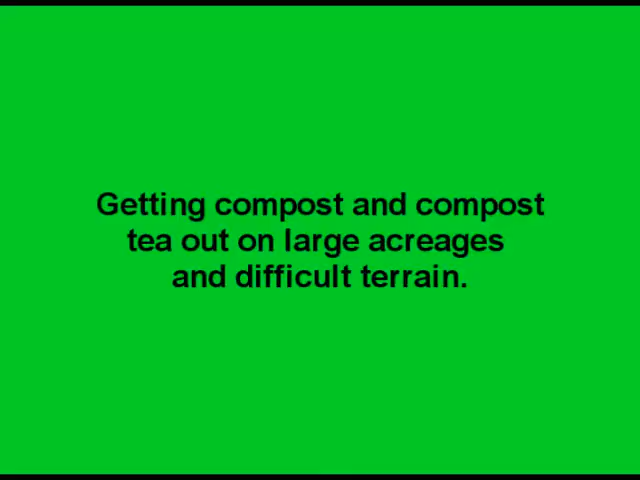 Getting compost and compost
tea out on large acreages
and difficult terrain.